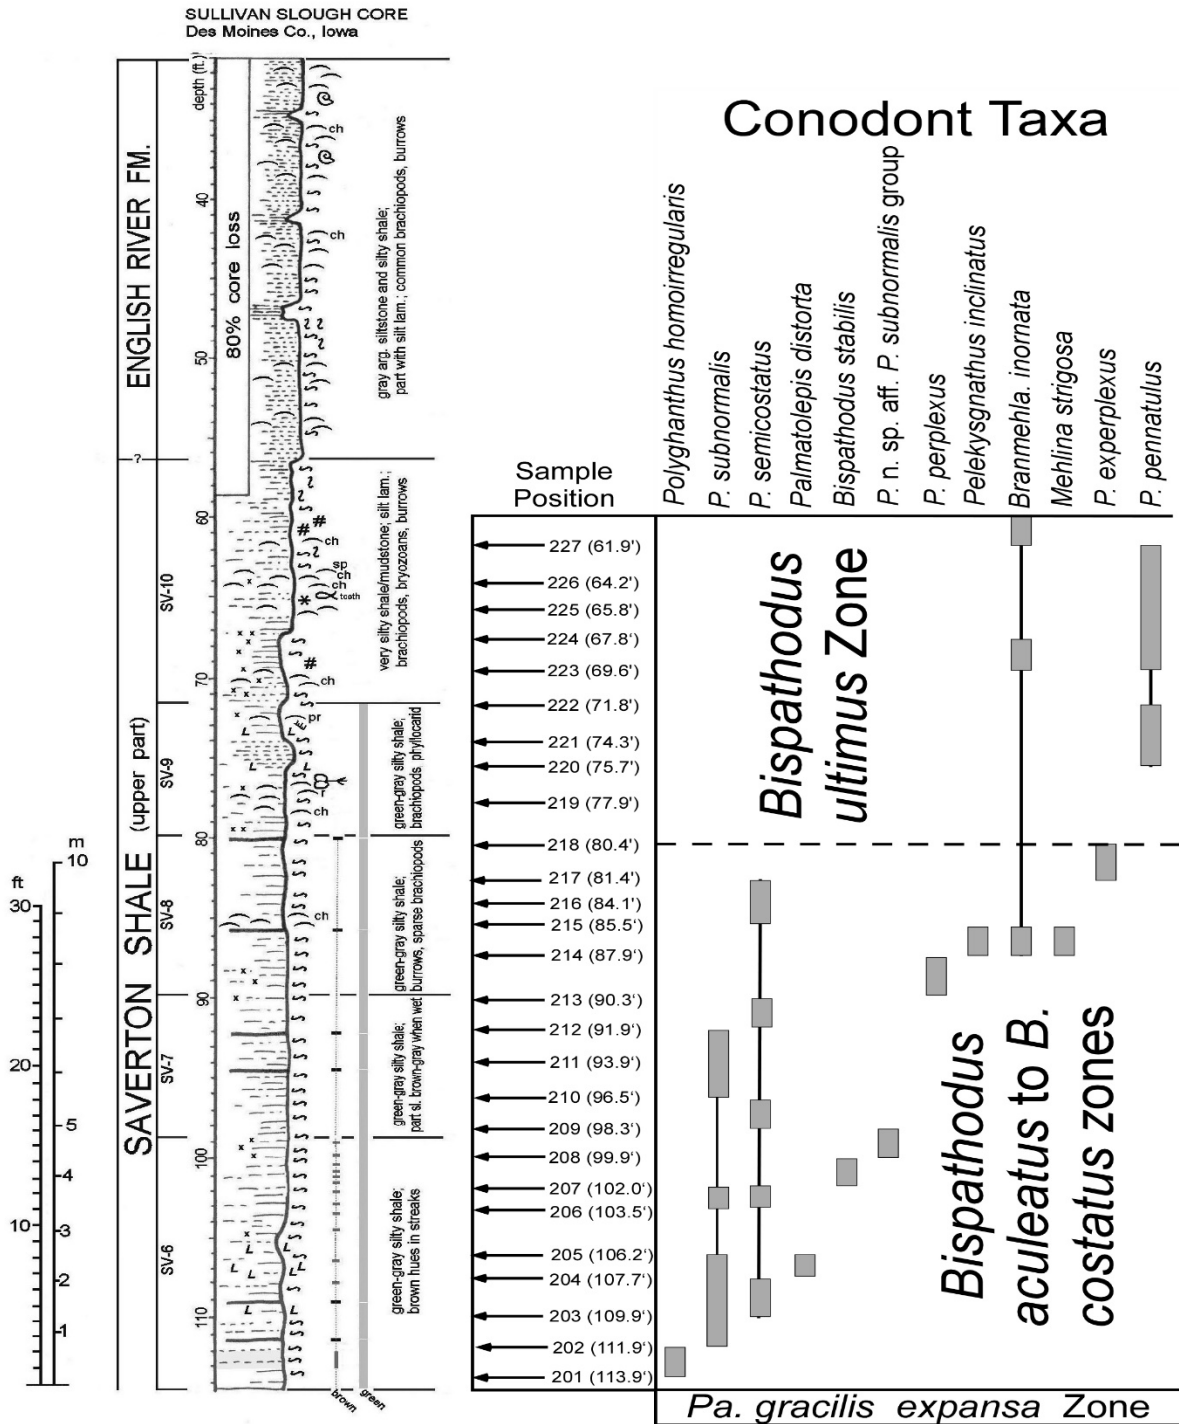 SULLIVAN SLOUGH CORE
Des Moines Co., Iowa
depth (ft.)
40
50
60
70
80
90
100
110
ENGLISH RIVER FM.
80% core loss
ch
ch
gray arg. siltstone and silty shale;
part with silt lam.; common brachiopods, burrows
?
SAVERTON SHALE (upper part)
SV-10
#
#
ch
sp
ch
ch
*
tooth
#
ch
very silty shale/mudstone; silt lam.;
brachiopods, bryozoans, burrows
SV-9
pr
L
L
L
L
r
ch
green-gray silty shale;
brachiopods, phyllocarid
SV-8
ch
green-gray silty shale;
burrows, sparse brachiopods
SV-7
green-gray silty shale;
part sl. brown-gray when wet
SV-6
green-gray silty shale;
brown hues in streaks
brown
green
ft
30
20
10
m
10
5
4
3
2
1
Conodont Taxa
Sample
Position
Polyghanthus homoirregularis
P. subnormalis
P. semicostatus
Palmatolepis distorta
Bispathodus stabilis
P. n. sp. aff. P. subnormalis group
P. perplexus
Pelekysgnathus inclinatus
Branmehla. inornata
Mehlina strigosa
P. experplexus
P. pennatulus
227 (61.9')
226 (64.2')
225 (65.8')
224 (67.8')
223 (69.6')
222 (71.8')
221 (74.3')
220 (75.7')
219 (77.9')
218 (80.4')
217 (81.4')
216 (84.1')
215 (85.5')
214 (87.9')
213 (90.3')
212 (91.9')
211 (93.9')
210 (96.5')
209 (98.3')
208 (99.9')
207 (102.0')
206 (103.5')
205 (106.2')
204 (107.7')
203 (109.9')
202 (111.9')
201 (113.9')
Bispathodus
ultimus Zone
Bispathodus
aculeatus to B.
costatus zones
Pa. gracilis expansa Zone